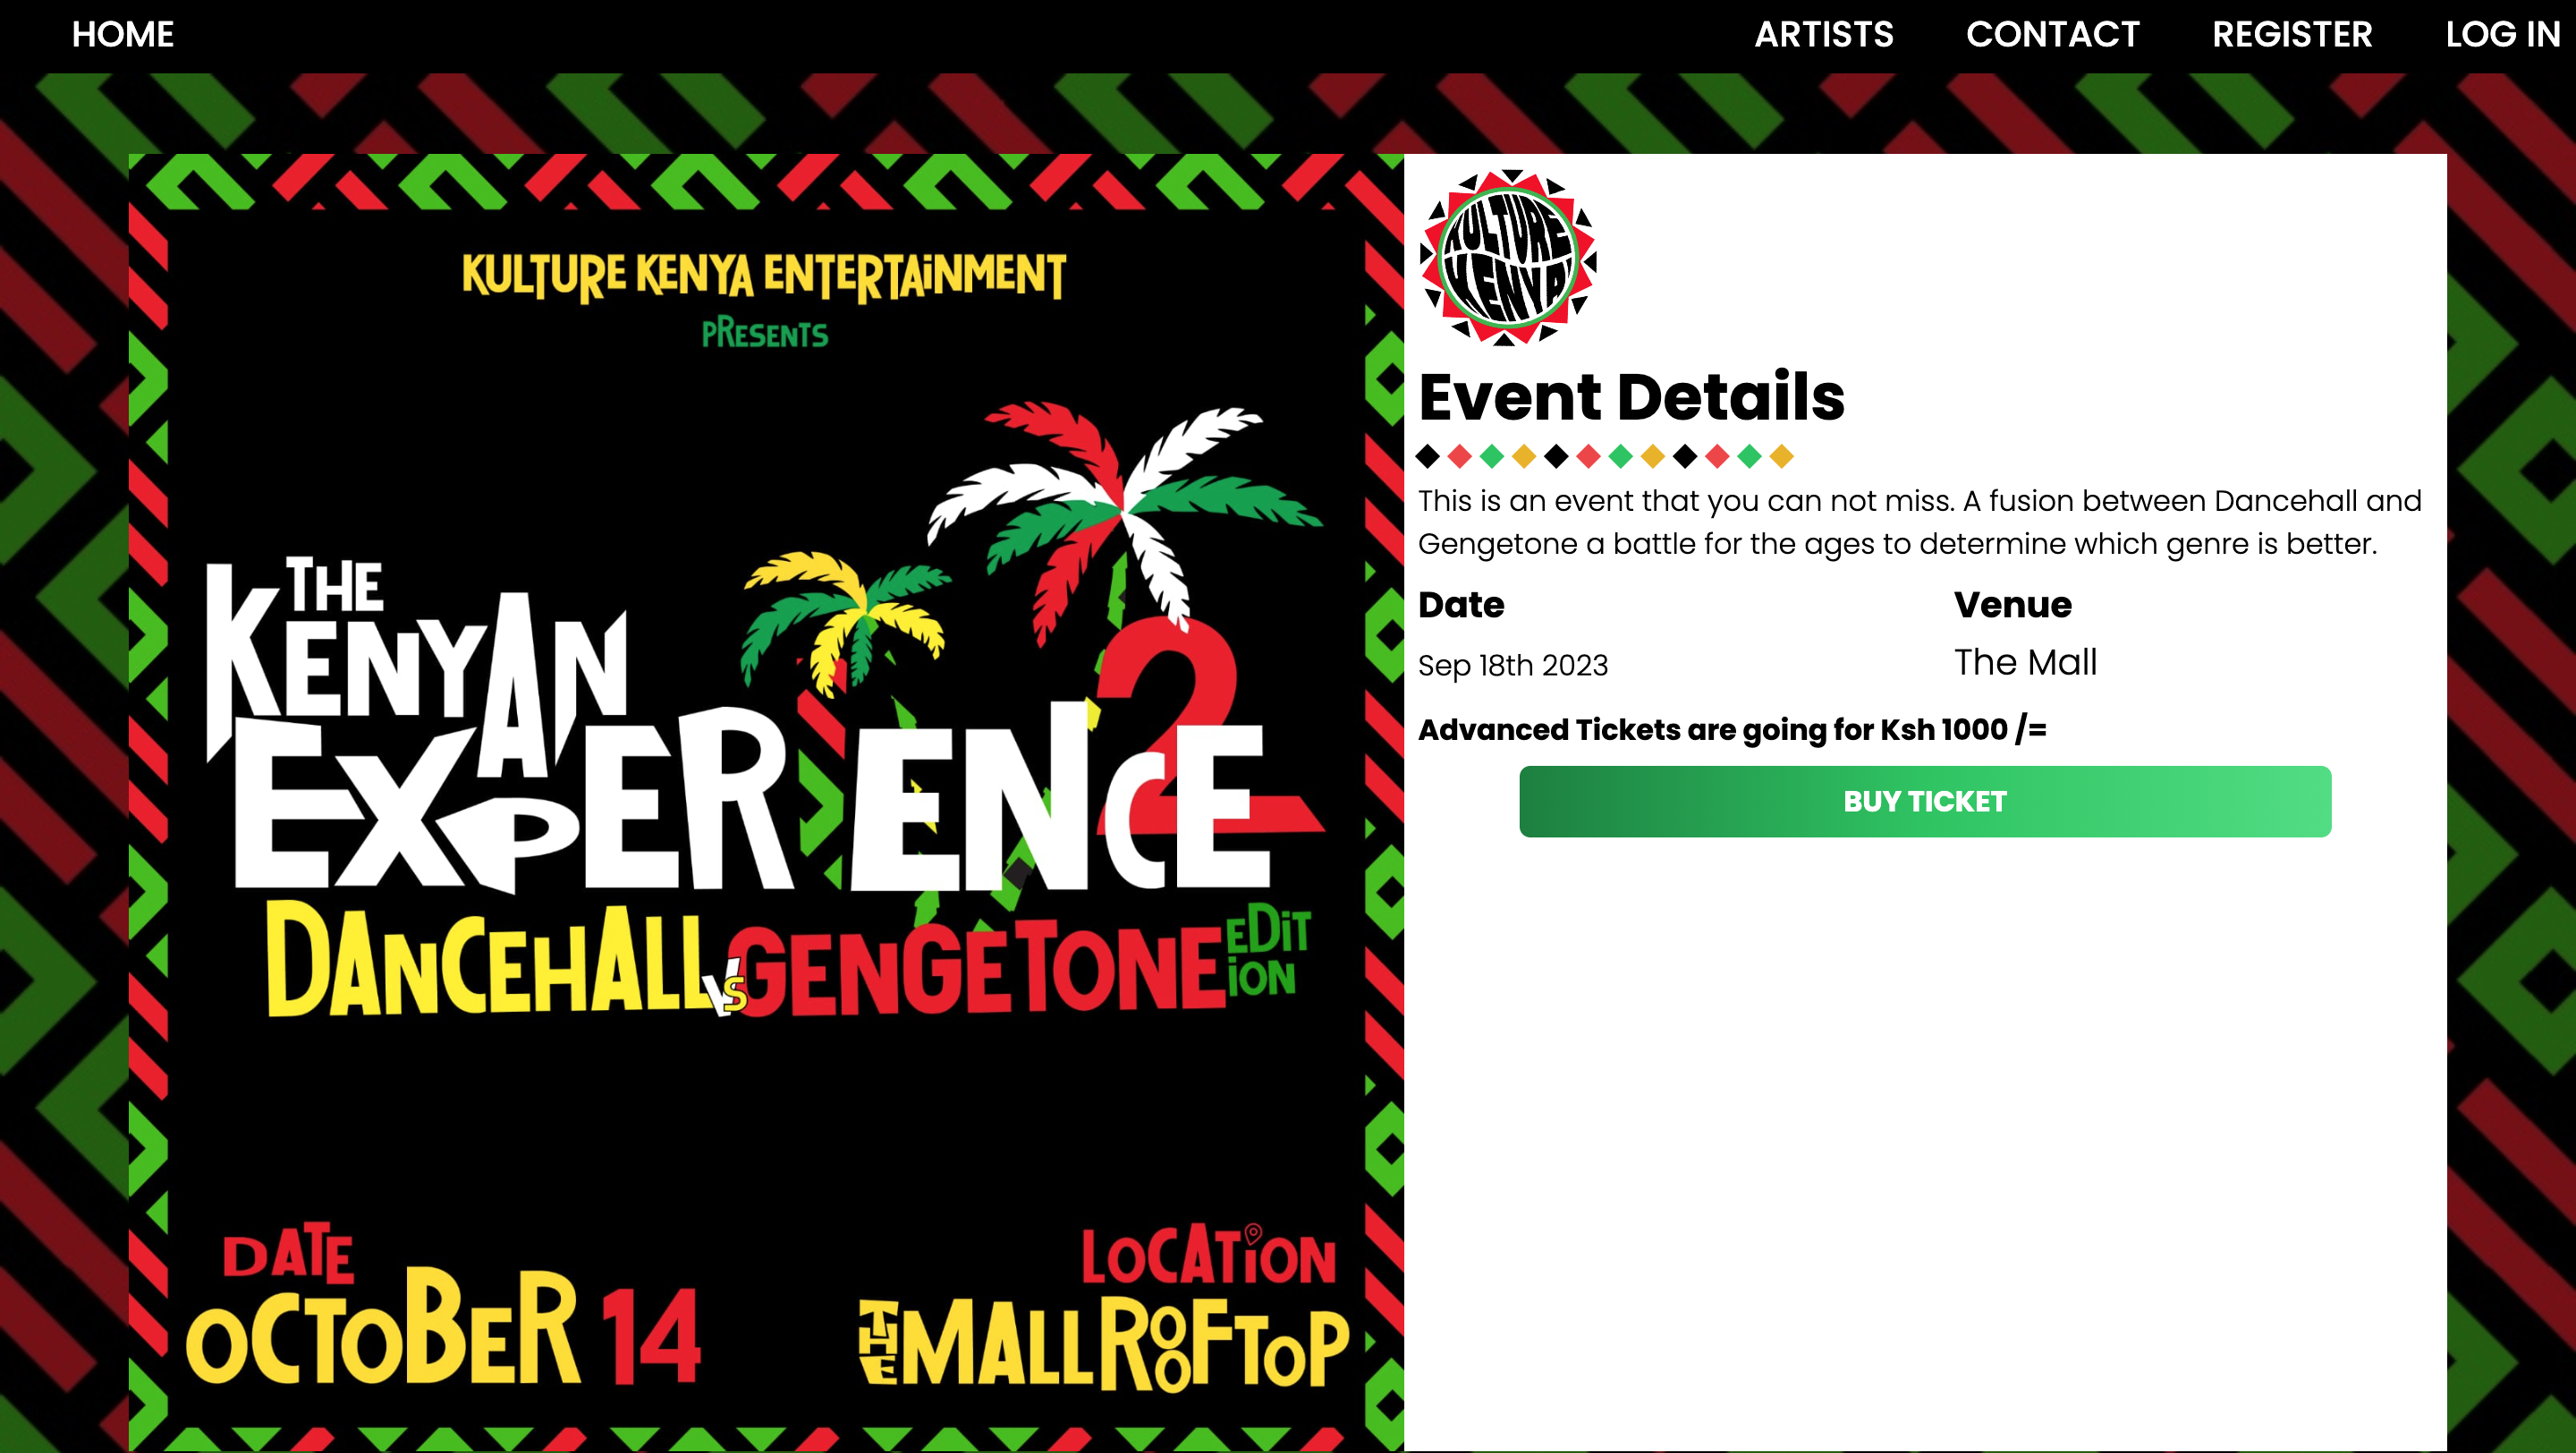 HOME ARTISTS CONTACT REGISTER LOG IN
KULTURE KENYA ENTERTAiNMENT
PRESENTS
THE
KENYAN
EXPERiENCE 2
DANCEHALL VS GENGETONE EDiTiON
DATE
OCTOBER 14
LOCATiON
THE MALL ROOFTOP
KULTURE
KENYA
Event Details
This is an event that you can not miss. A fusion between Dancehall and
Gengetone a battle for the ages to determine which genre is better.
Date
Sep 18th 2023
Venue
The Mall
Advanced Tickets are going for Ksh 1000 /=
BUY TICKET